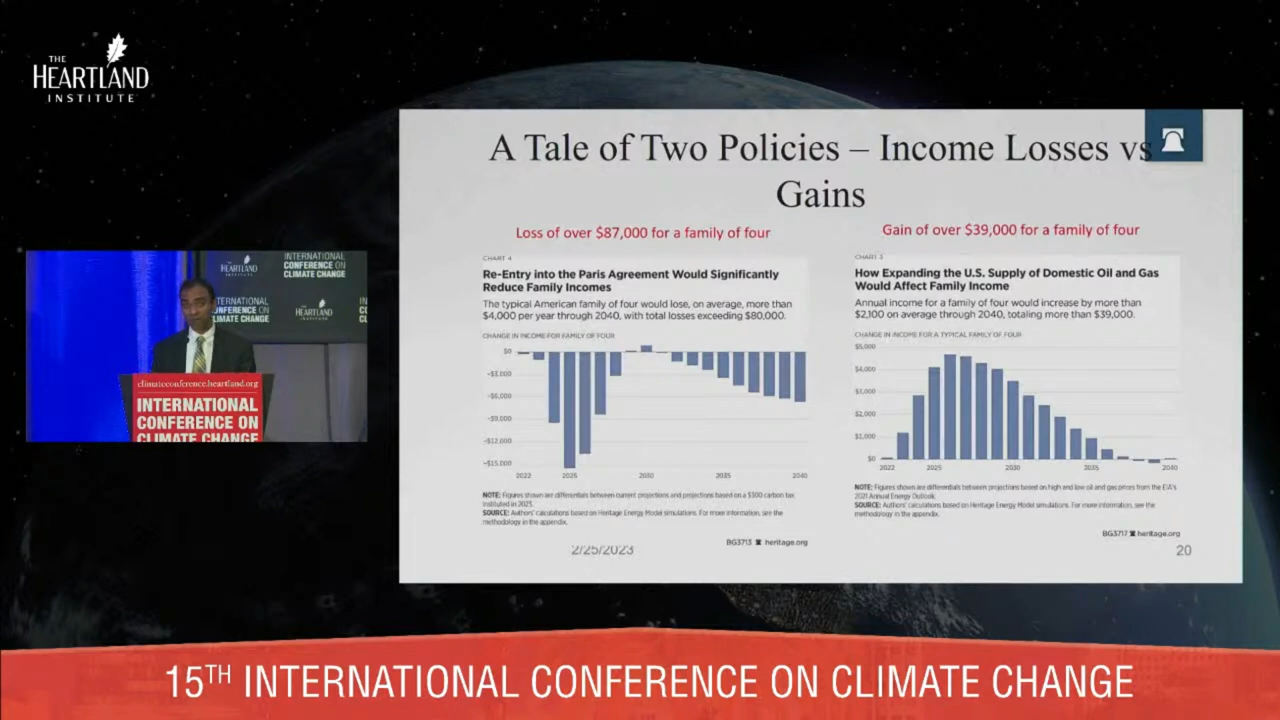 THE
HEARTLAND
INSTITUTE
A Tale of Two Policies – Income Losses vs
Gains
Loss of over $87,000 for a family of four
CHART 4
Re-Entry into the Paris Agreement Would Significantly
Reduce Family Incomes
The typical American family of four would lose, on average, more than
$4,000 per year through 2040, with total losses exceeding $80,000.
CHANGE IN INCOME FOR FAMILY OF FOUR
$0
–$3,000
–$6,000
–$9,000
–$12,000
–$15,000
2022 2025 2030 2035 2040
NOTE: Figures shown are differentials between current projections and projections based on a $300 carbon tax
instituted in 2023.
SOURCE: Authors' calculations based on Heritage Energy Model simulations. For more information, see the
methodology in the appendix.
BG3713 heritage.org
2/25/2023
Gain of over $39,000 for a family of four
CHART 3
How Expanding the U.S. Supply of Domestic Oil and Gas
Would Affect Family Income
Annual income for a family of four would increase by more than
$2,100 on average through 2040, totaling more than $39,000.
CHANGE IN INCOME FOR A TYPICAL FAMILY OF FOUR
$5,000
$4,000
$3,000
$2,000
$1,000
$0
2022 2025 2030 2035 2040
NOTE: Figures shown are differentials between projections based on high and low oil and gas prices from the EIA's
2021 Annual Energy Outlook.
SOURCE: Authors' calculations based on Heritage Energy Model simulations. For more information, see the
methodology in the appendix.
BG3717 heritage.org
20
THE
HEARTLAND
INSTITUTE
INTERNATIONAL
CONFERENCE ON
CLIMATE CHANGE
INTERNATIONAL
CONFERENCE ON
CLIMATE CHANGE
HEARTLAND
climateconference.heartland.org
INTERNATIONAL
CONFERENCE ON
CLIMATE CHANGE
15TH INTERNATIONAL CONFERENCE ON CLIMATE CHANGE